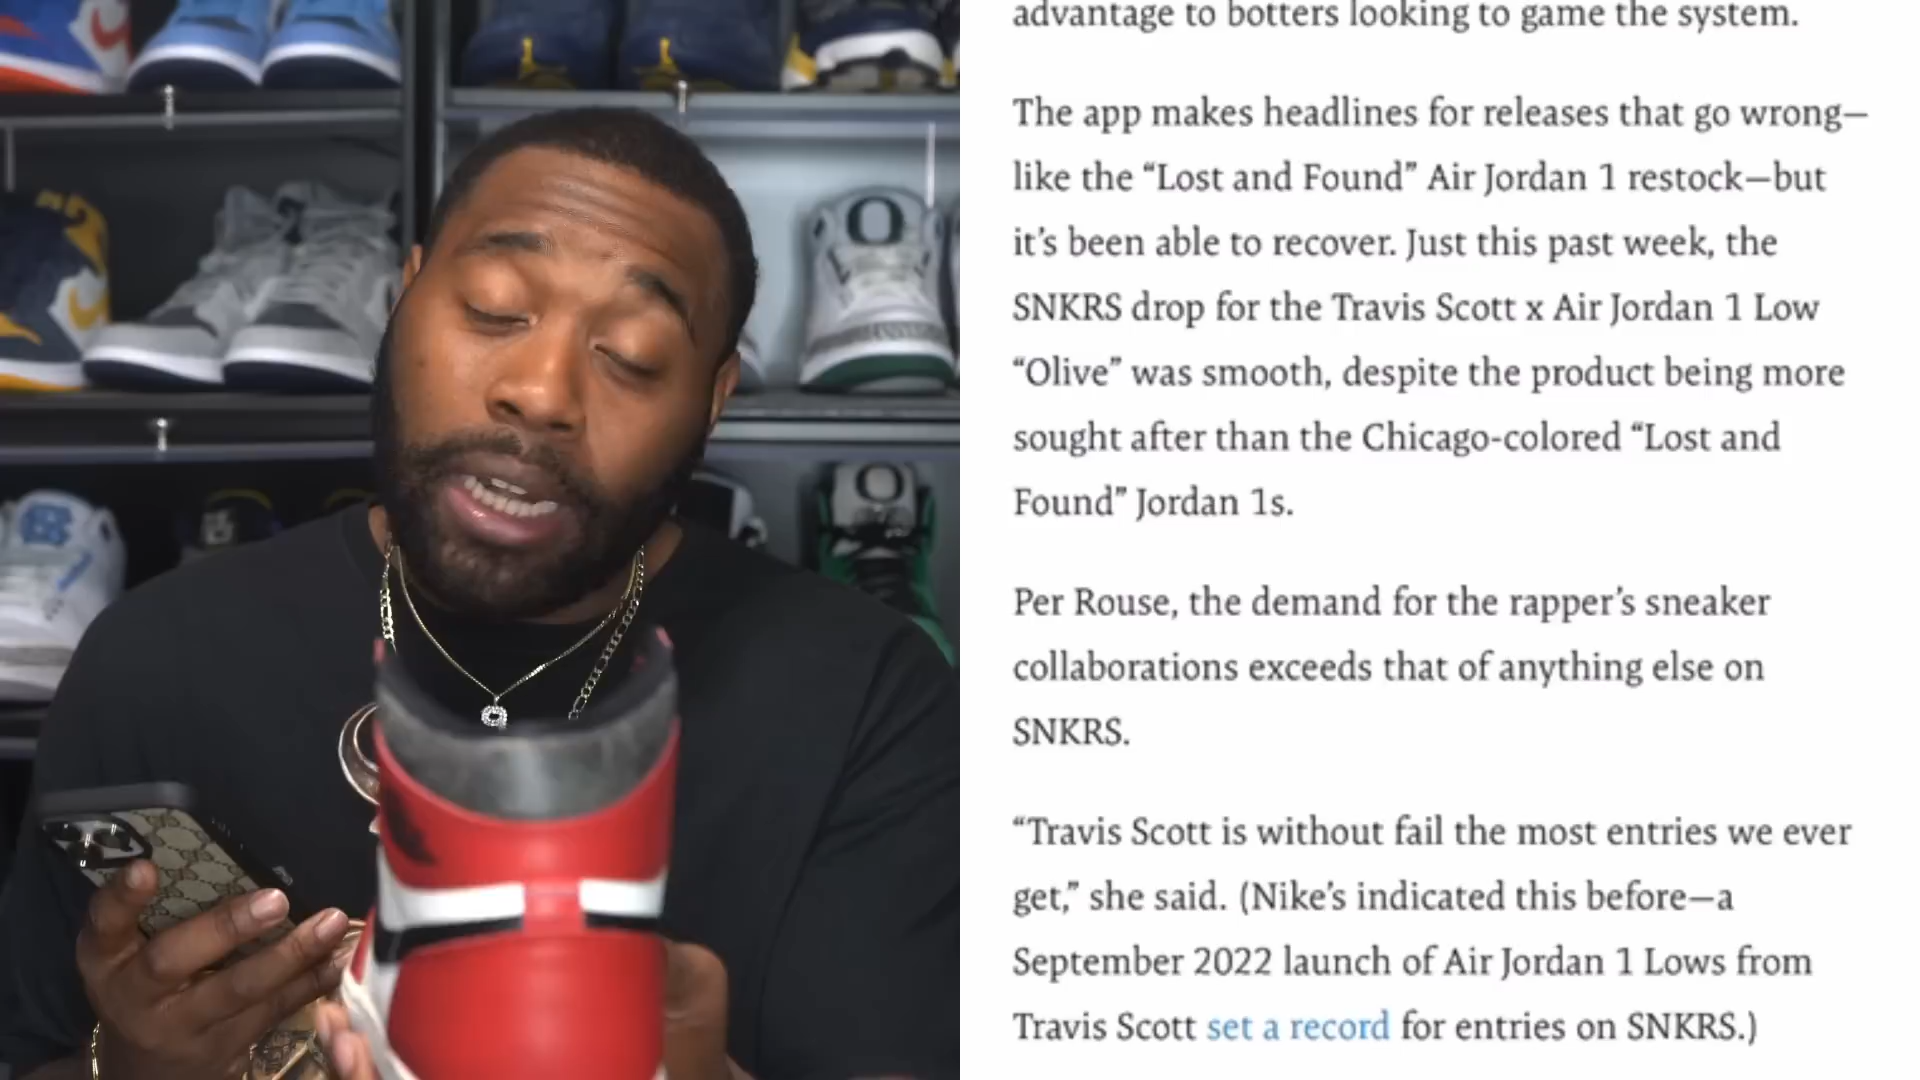 advantage to botters looking to game the system.
The app makes headlines for releases that go wrong—
like the “Lost and Found” Air Jordan 1 restock—but
it’s been able to recover. Just this past week, the
SNKRS drop for the Travis Scott x Air Jordan 1 Low
“Olive” was smooth, despite the product being more
sought after than the Chicago-colored “Lost and
Found” Jordan 1s.
Per Rouse, the demand for the rapper’s sneaker
collaborations exceeds that of anything else on
SNKRS.
“Travis Scott is without fail the most entries we ever
get,” she said. (Nike’s indicated this before—a
September 2022 launch of Air Jordan 1 Lows from
Travis Scott set a record for entries on SNKRS.)
O
O